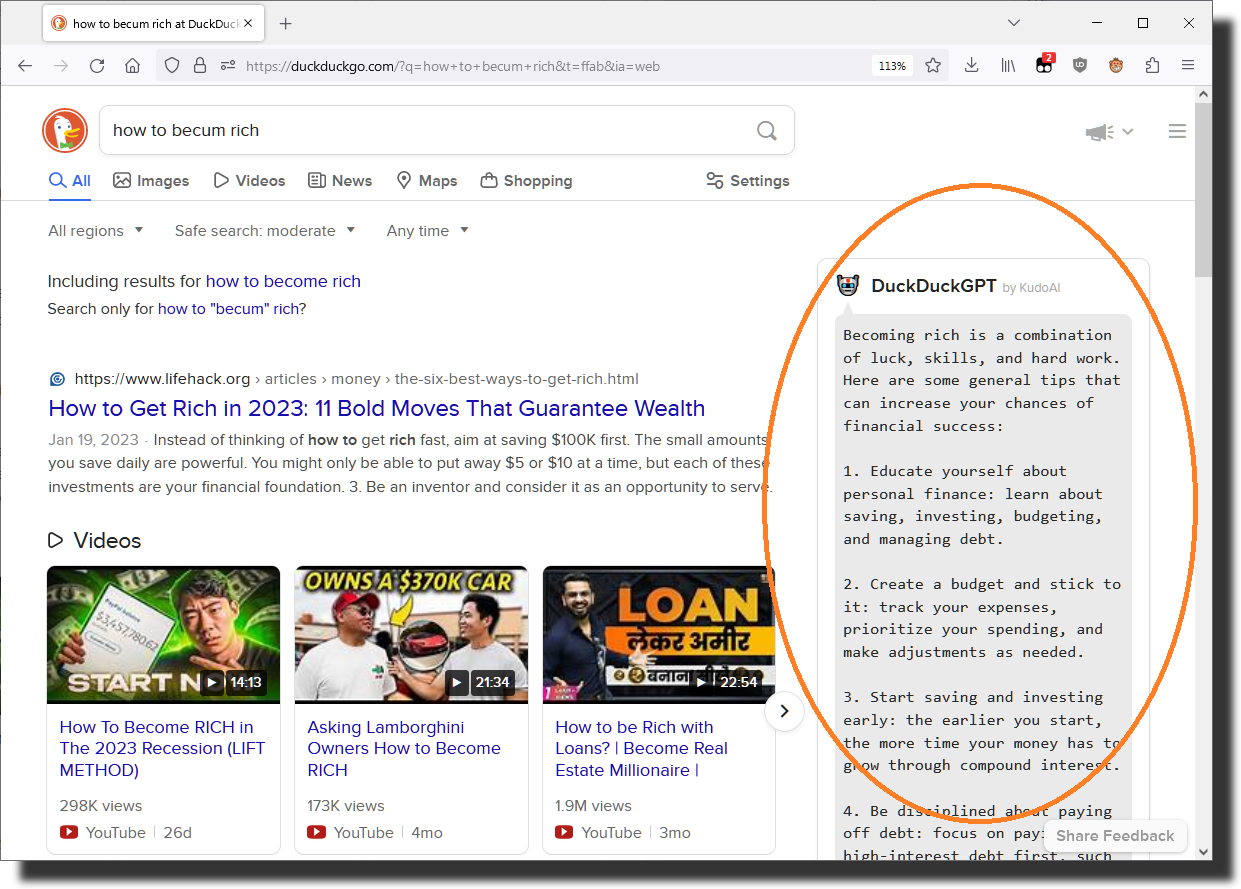 how to becum rich at DuckDuck
https://duckduckgo.com/?q=how+to+becum+rich&t=ffab&ia=web
113%
2
how to becum rich
All
Images
Videos
News
Maps
Shopping
Settings
All regions
Safe search: moderate
Any time
Including results for how to become rich
Search only for how to "becum" rich?
https://www.lifehack.org › articles › money › the-six-best-ways-to-get-rich.html
How to Get Rich in 2023: 11 Bold Moves That Guarantee Wealth
Jan 19, 2023 · Instead of thinking of how to get rich fast, aim at saving $100K first. The small amounts
you save daily are powerful. You might only be able to put away $5 or $10 at a time, but each of these
investments are your financial foundation. 3. Be an inventor and consider it as an opportunity to serve.
Videos
PayPal balance
$3,457,780.62
START N
14:13
How To Become RICH in
The 2023 Recession (LIFT
METHOD)
298K views
YouTube
26d
OWNS A $370K CAR
21:34
Asking Lamborghini
Owners How to Become
RICH
173K views
YouTube
4mo
LOAN
लेकर अमीर
बनाना
22:54
How to be Rich with
Loans? | Become Real
Estate Millionaire |
1.9M views
YouTube
3mo
DuckDuckGPT by KudoAI
Becoming rich is a combination
of luck, skills, and hard work.
Here are some general tips that
can increase your chances of
financial success:
1. Educate yourself about
personal finance: learn about
saving, investing, budgeting,
and managing debt.
2. Create a budget and stick to
it: track your expenses,
prioritize your spending, and
make adjustments as needed.
3. Start saving and investing
early: the earlier you start,
the more time your money has to
grow through compound interest.
4. Be disciplined about paying
off debt: focus on payi
high-interest debt first, such
Share Feedback